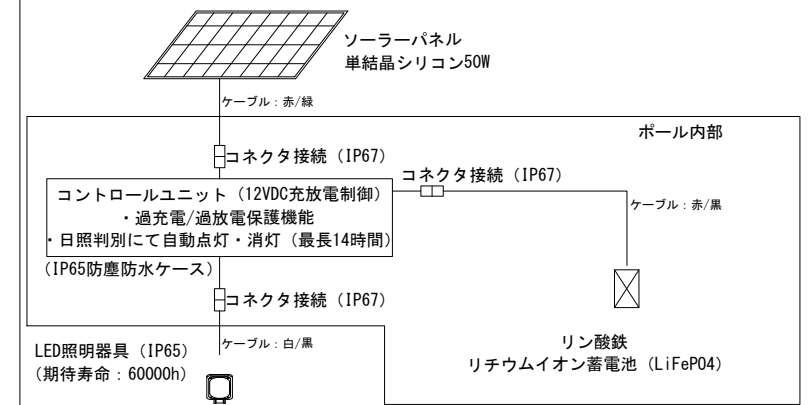 ソーラーパネル
単結晶シリコン50W
ケーブル：赤/緑
ポール内部
コネクタ接続（IP67）
コネクタ接続（IP67）
コントロールユニット（12VDC充放電制御）
・過充電/過放電保護機能
・日照判別にて自動点灯・消灯（最長14時間）
ケーブル：赤/黒
（IP65防塵防水ケース）
コネクタ接続（IP67）
ケーブル：白/黒
LED照明器具（IP65）
（期待寿命：60000h）
リン酸鉄
リチウムイオン蓄電池（LiFePO4）